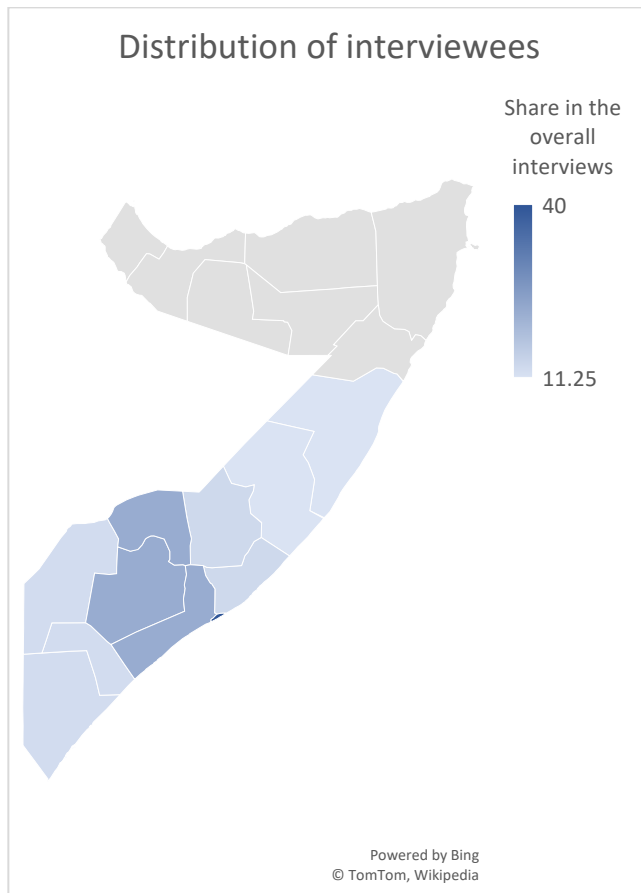 Distribution of interviewees
Share in the
overall
interviews
40
11.25
Powered by Bing
© TomTom, Wikipedia